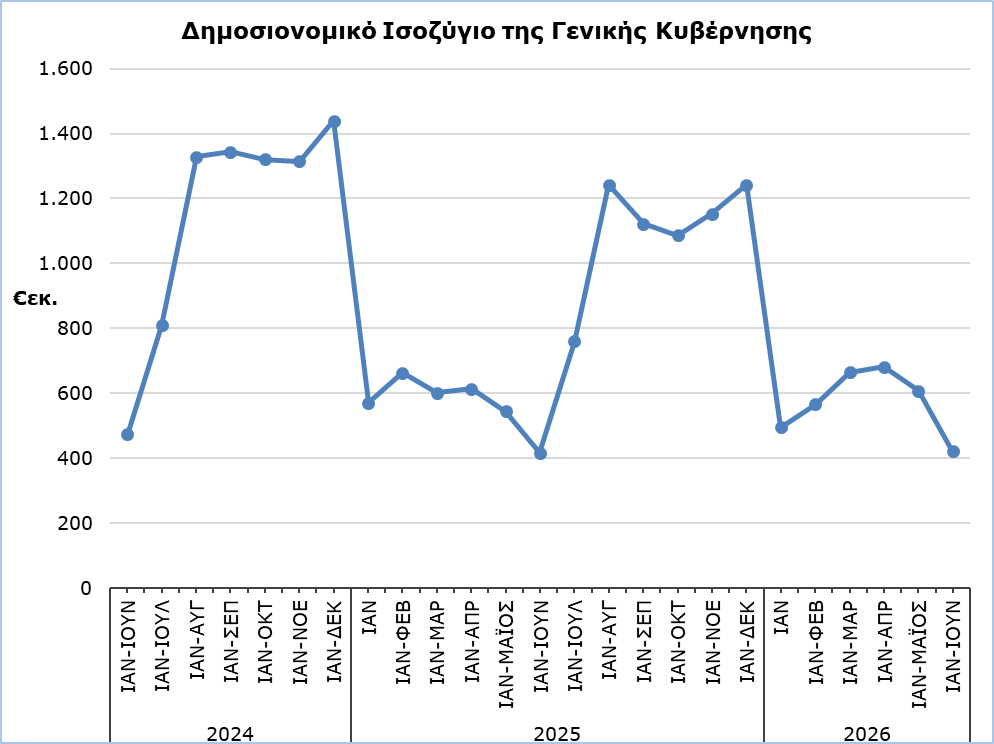 Δημοσιονομικό Ισοζύγιο της Γενικής Κυβέρνησης
1.600
1.400
1.200
1.000
€εκ.
800
600
400
200
0
ΙΑΝ-ΙΟΥΝ
ΙΑΝ-ΙΟΥΛ
ΙΑΝ-ΑΥΓ
ΙΑΝ-ΣΕΠ
ΙΑΝ-ΟΚΤ
ΙΑΝ-ΝΟΕ
ΙΑΝ-ΔΕΚ
ΙΑΝ
ΙΑΝ-ΦΕΒ
ΙΑΝ-ΜΑΡ
ΙΑΝ-ΑΠΡ
ΙΑΝ-ΜΑΪΟΣ
ΙΑΝ-ΙΟΥΝ
ΙΑΝ-ΙΟΥΛ
ΙΑΝ-ΑΥΓ
ΙΑΝ-ΣΕΠ
ΙΑΝ-ΟΚΤ
ΙΑΝ-ΝΟΕ
ΙΑΝ-ΔΕΚ
ΙΑΝ
ΙΑΝ-ΦΕΒ
ΙΑΝ-ΜΑΡ
ΙΑΝ-ΑΠΡ
ΙΑΝ-ΜΑΪΟΣ
ΙΑΝ-ΙΟΥΝ
2024
2025
2026